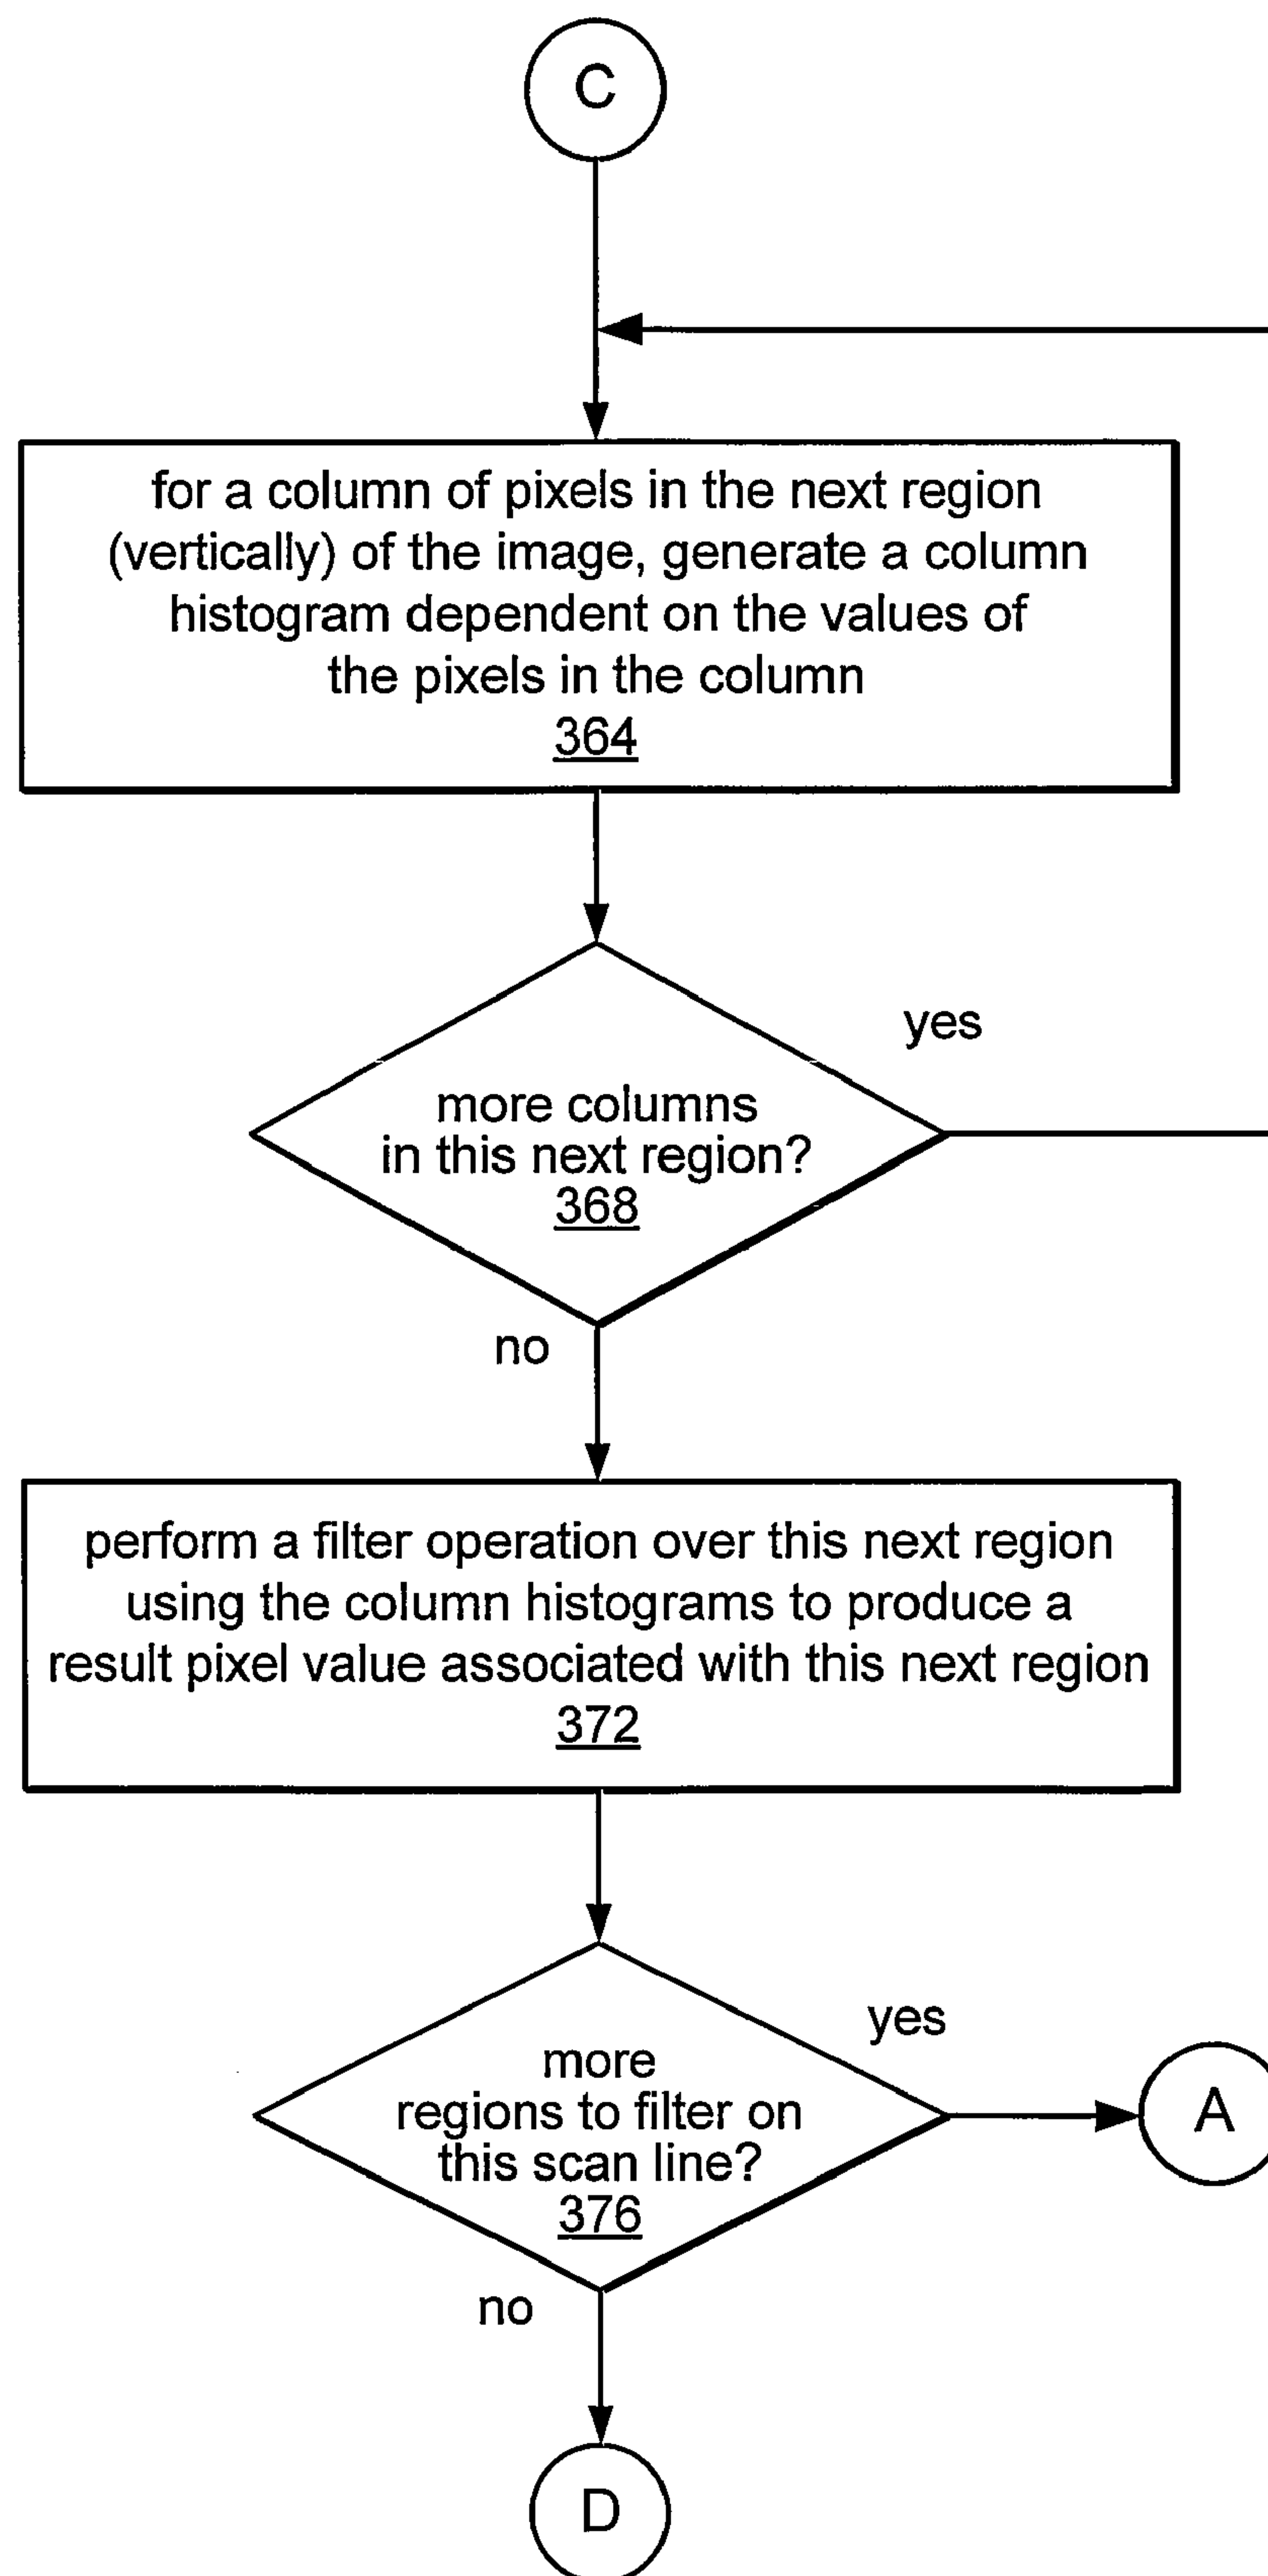 C
for a column of pixels in the next region
(vertically) of the image, generate a column
histogram dependent on the values of
the pixels in the column
364
yes
more columns
in this next region?
368
no
perform a filter operation over this next region
using the column histograms to produce a
result pixel value associated with this next region
372
yes
more
regions to filter on
this scan line?
376
A
no
D